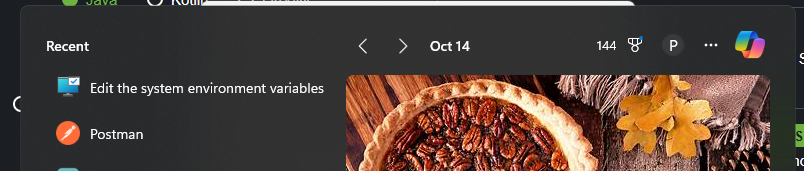 Java
Recent
Oct 14
144
P
Edit the system environment variables
Postman